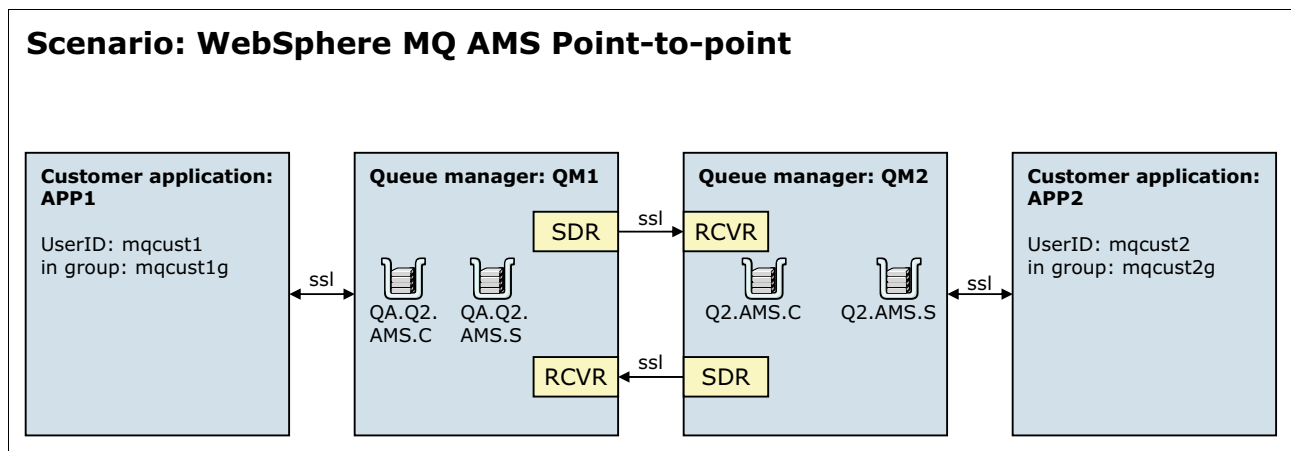 Scenario: WebSphere MQ AMS Point-to-point
Customer application:
APP1
UserID: mqcust1
in group: mqcust1g
ssl
Queue manager: QM1
SDR
QA.Q2.
AMS.C
QA.Q2.
AMS.S
RCVR
ssl
ssl
Queue manager: QM2
RCVR
Q2.AMS.C
Q2.AMS.S
SDR
ssl
Customer application:
APP2
UserID: mqcust2
in group: mqcust2g